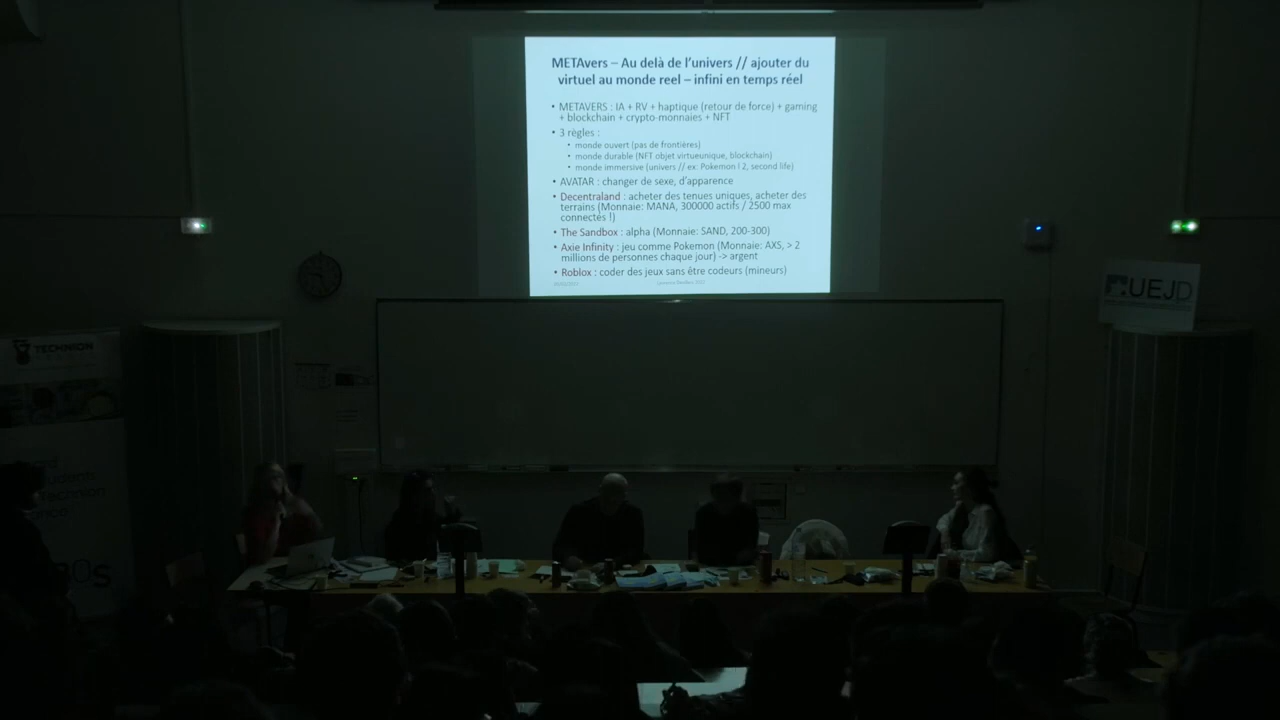 METAvers – Au delà de l'univers // ajouter du
virtuel au monde reel – infini en temps réel
• METAVERS : IA + RV + haptique (retour de force) + gaming
+ blockchain + crypto-monnaies + NFT
• 3 règles :
• monde ouvert (pas de frontières)
• monde durable (NFT objet virtueunique, blockchain)
• monde immersive (univers // ex: Pokemon ! 2, second life)
• AVATAR : changer de sexe, d'apparence
• Decentraland : acheter des tenues uniques, acheter des
terrains (Monnaie: MANA, 300000 actifs / 2500 max
connectés !)
• The Sandbox : alpha (Monnaie: SAND, 200-300)
• Axie Infinity : jeu comme Pokemon (Monnaie: AXS, > 2
millions de personnes chaque jour) -> argent
• Roblox : coder des jeux sans être codeurs (mineurs)
UEJD
TECHNION